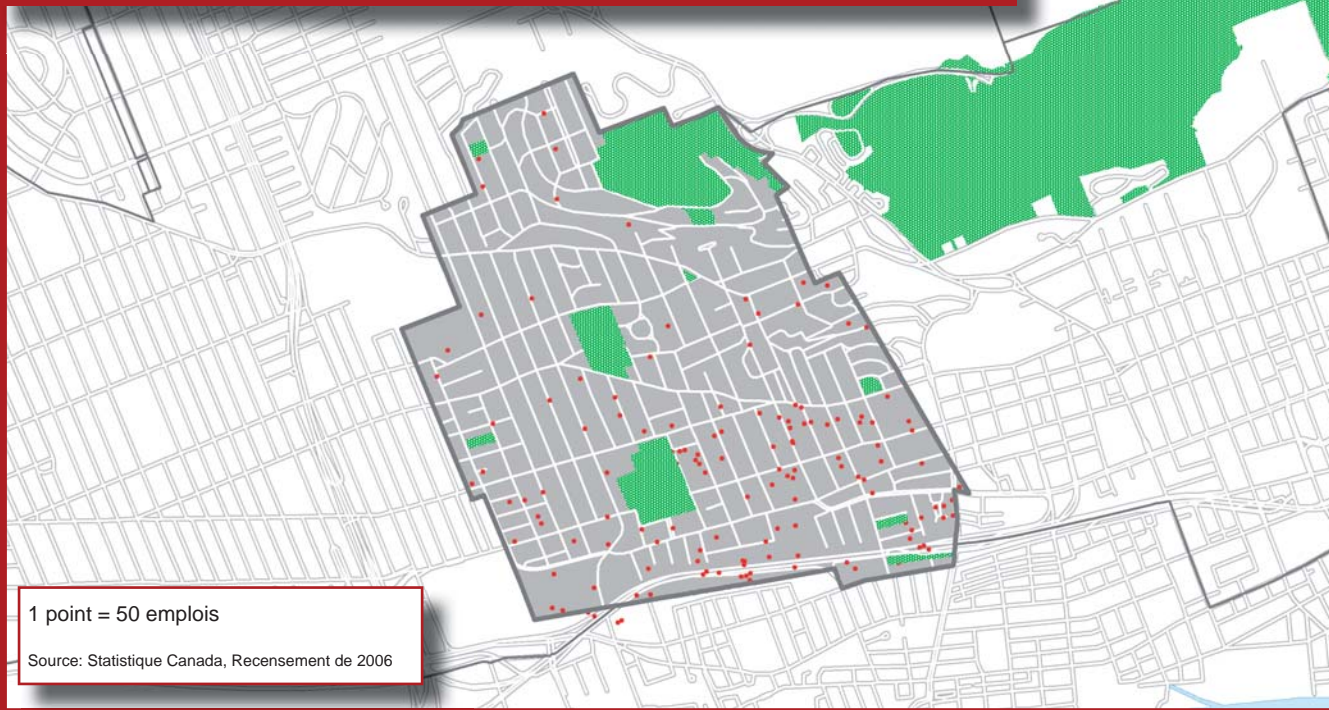 1 point = 50 emplois
Source: Statistique Canada, Recensement de 2006